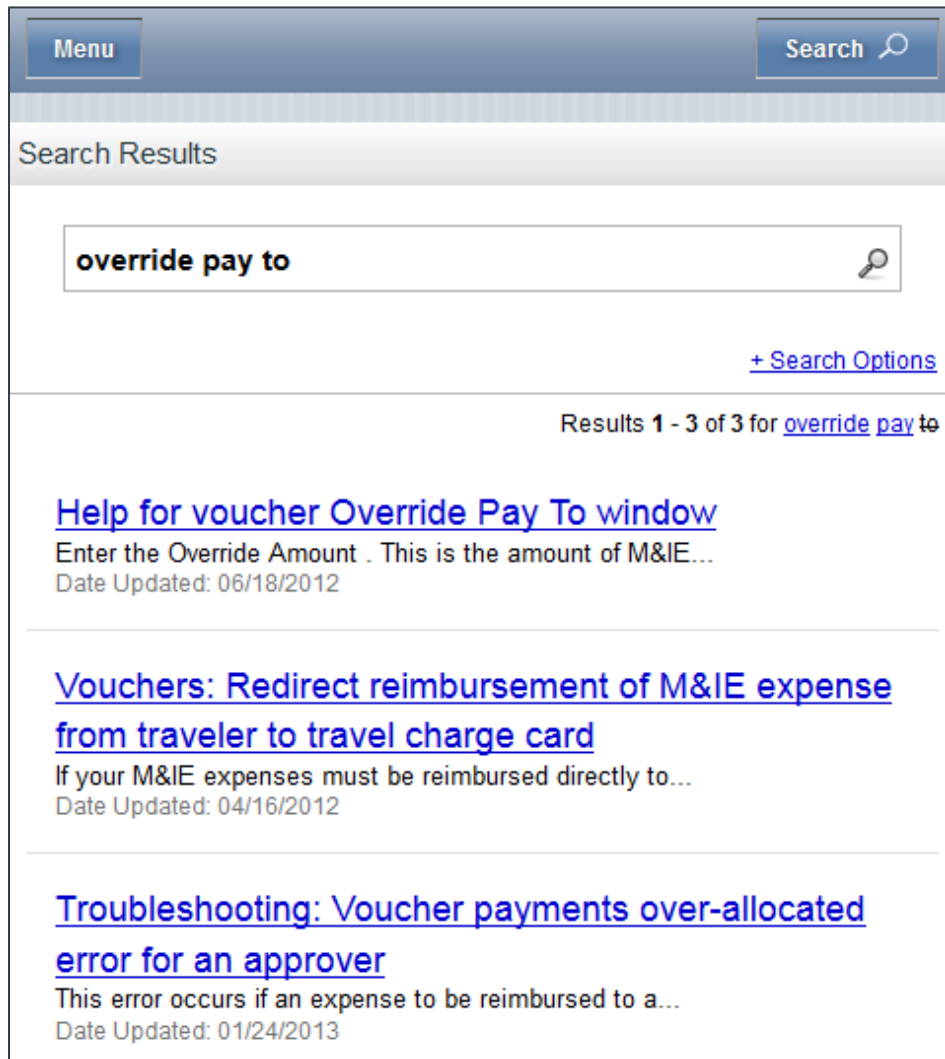 Menu
Search
Search Results
override pay to
+ Search Options
Results 1 - 3 of 3 for override pay to
Help for voucher Override Pay To window
Enter the Override Amount . This is the amount of M&IE...
Date Updated: 06/18/2012
Vouchers: Redirect reimbursement of M&IE expense
from traveler to travel charge card
If your M&IE expenses must be reimbursed directly to...
Date Updated: 04/16/2012
Troubleshooting: Voucher payments over-allocated
error for an approver
This error occurs if an expense to be reimbursed to a...
Date Updated: 01/24/2013